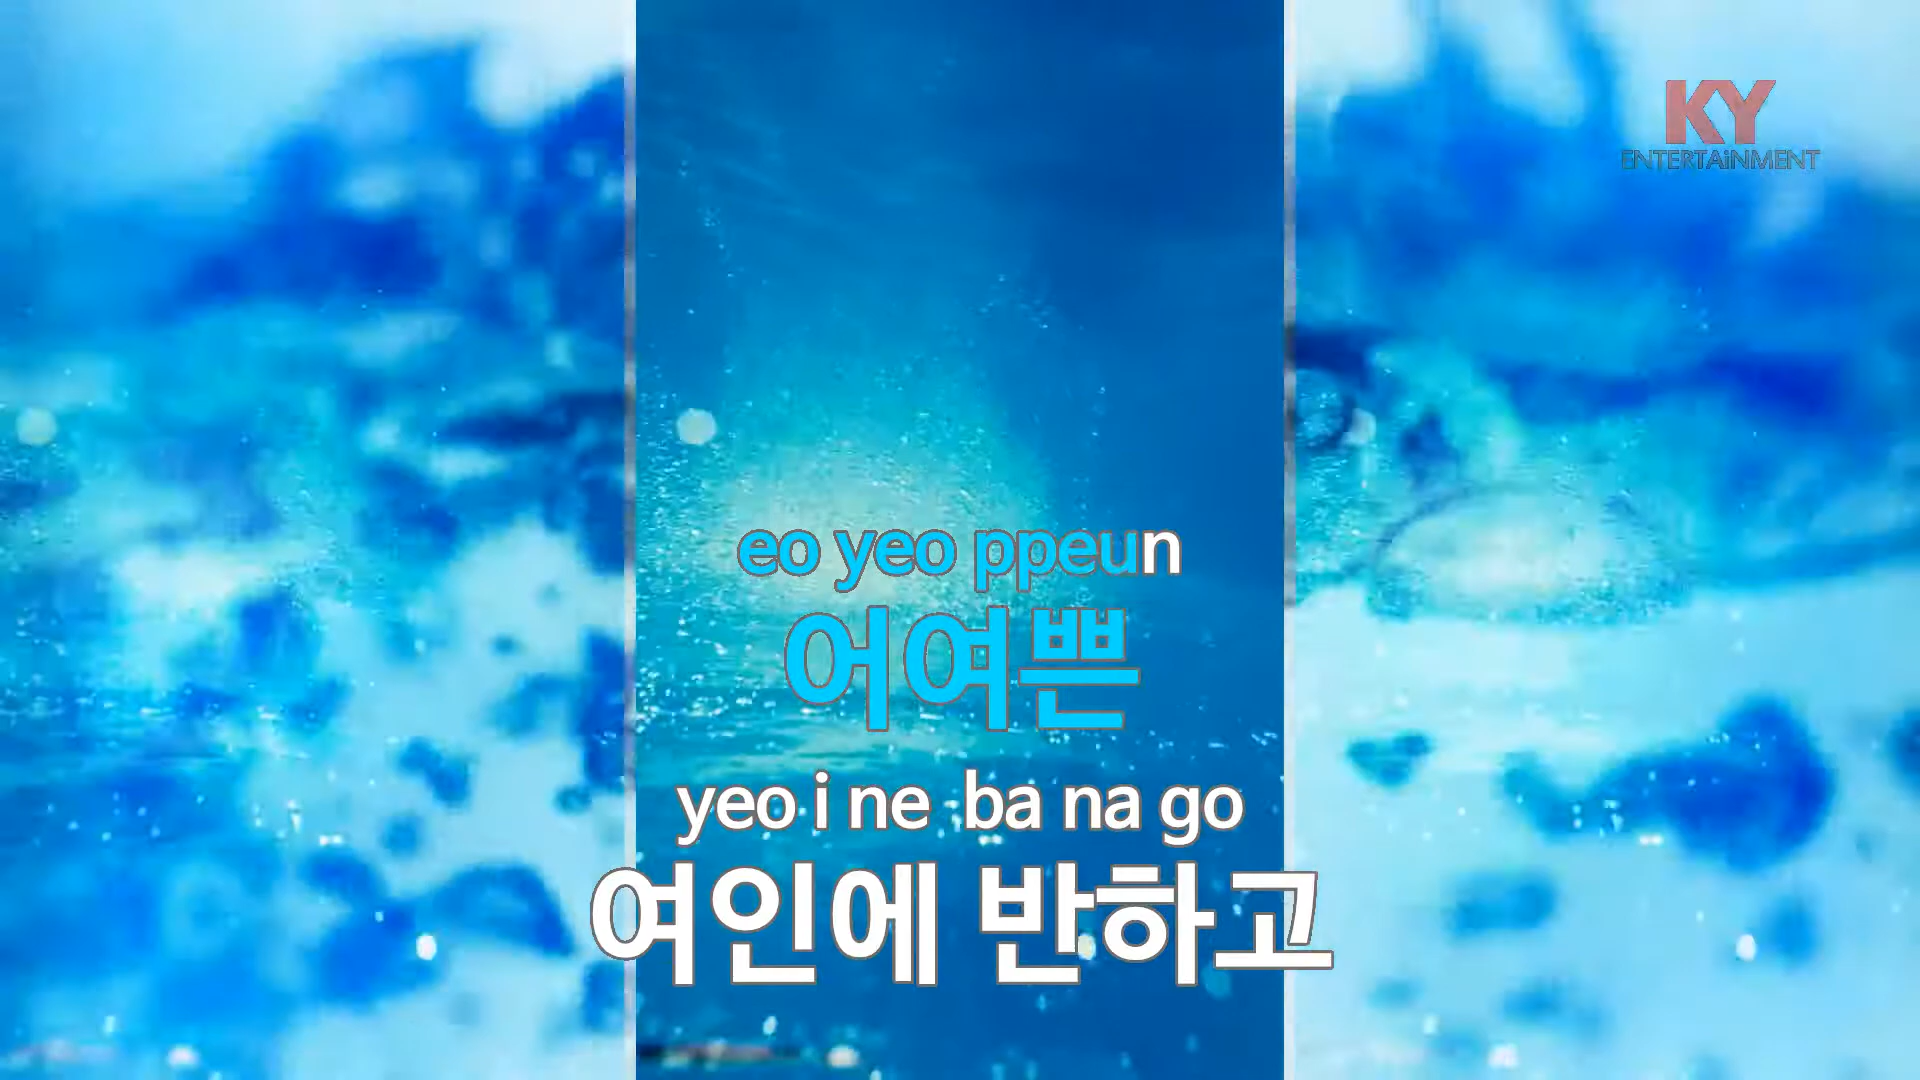 KY
ENTERTAiNMENT
eo yeo ppeun
어여쁜
yeo i ne ba na go
여인에 반하고